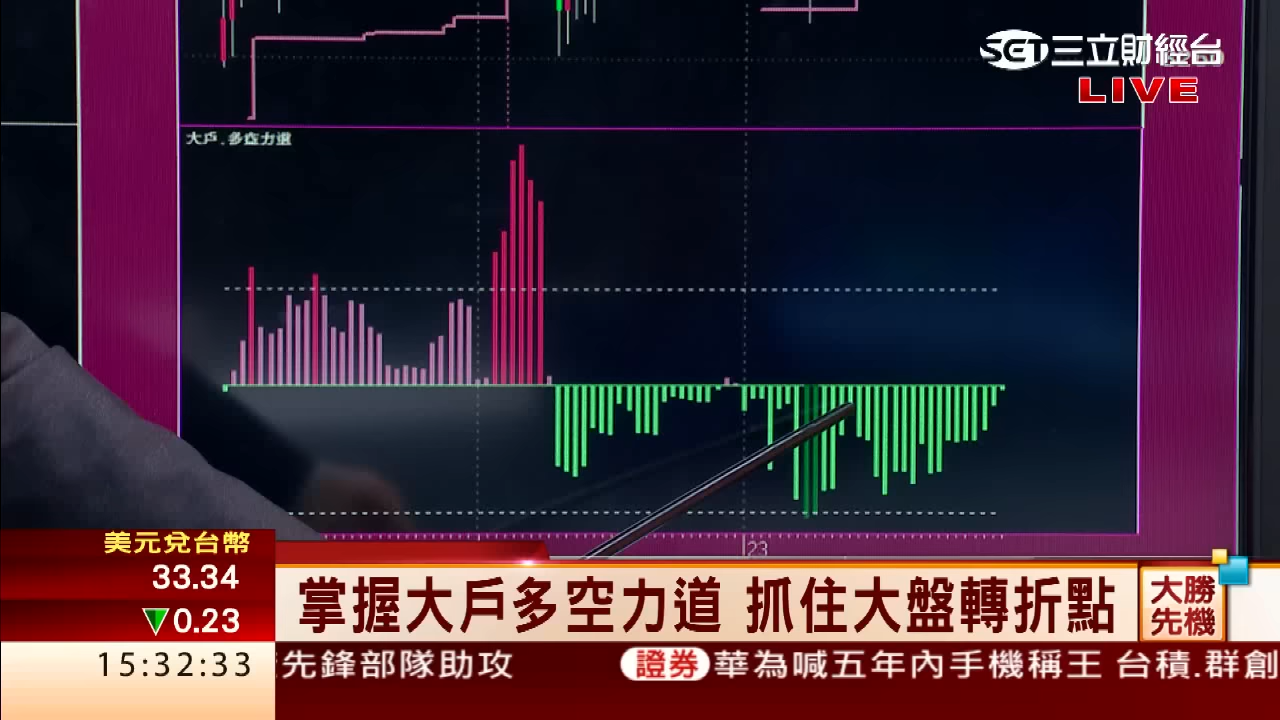 SET三立財經台
LIVE
大戶.多空力道
23
美元兌台幣
33.34
▼0.23
掌握大戶多空力道 抓住大盤轉折點
大勝
先機
15:32:33
先鋒部隊助攻 證券 華為喊五年內手機稱王 台積.群創